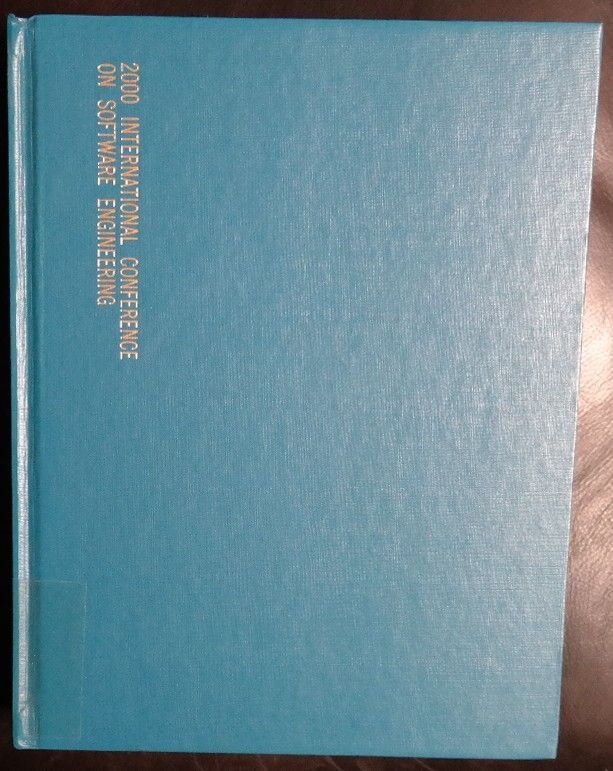 2000 INTERNATIONAL CONFERENCE
ON SOFTWARE ENGINEERING